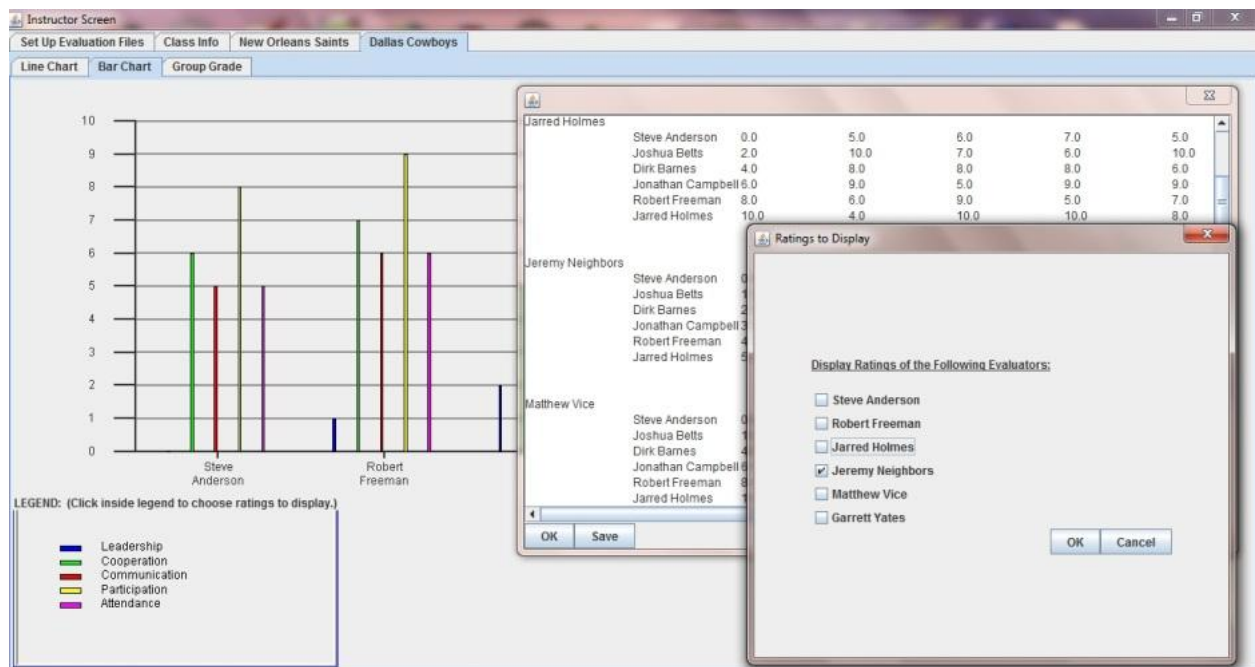 Instructor Screen
Set Up Evaluation Files Class Info New Orleans Saints Dallas Cowboys
Line Chart Bar Chart Group Grade
10
9
8
7
6
5
4
3
2
1
0
Steve Anderson
Robert Freeman
LEGEND: (Click inside legend to choose ratings to display.)
Leadership
Cooperation
Communication
Participation
Attendance
Jarred Holmes
Steve Anderson 0.0 5.0 6.0 7.0 5.0
Joshua Betts 2.0 10.0 7.0 6.0 10.0
Dirk Barnes 4.0 8.0 8.0 8.0 6.0
Jonathan Campbell 6.0 9.0 5.0 9.0 9.0
Robert Freeman 8.0 6.0 9.0 5.0 7.0
Jarred Holmes 10.0 4.0 10.0 10.0 8.0
Jeremy Neighbors
Steve Anderson
Joshua Betts
Dirk Barnes
Jonathan Campbell
Robert Freeman
Jarred Holmes
Matthew Vice
Steve Anderson
Joshua Betts
Dirk Barnes
Jonathan Campbell
Robert Freeman
Jarred Holmes
OK Save
Ratings to Display
Display Ratings of the Following Evaluators:
Steve Anderson
Robert Freeman
Jarred Holmes
Jeremy Neighbors
Matthew Vice
Garrett Yates
OK Cancel